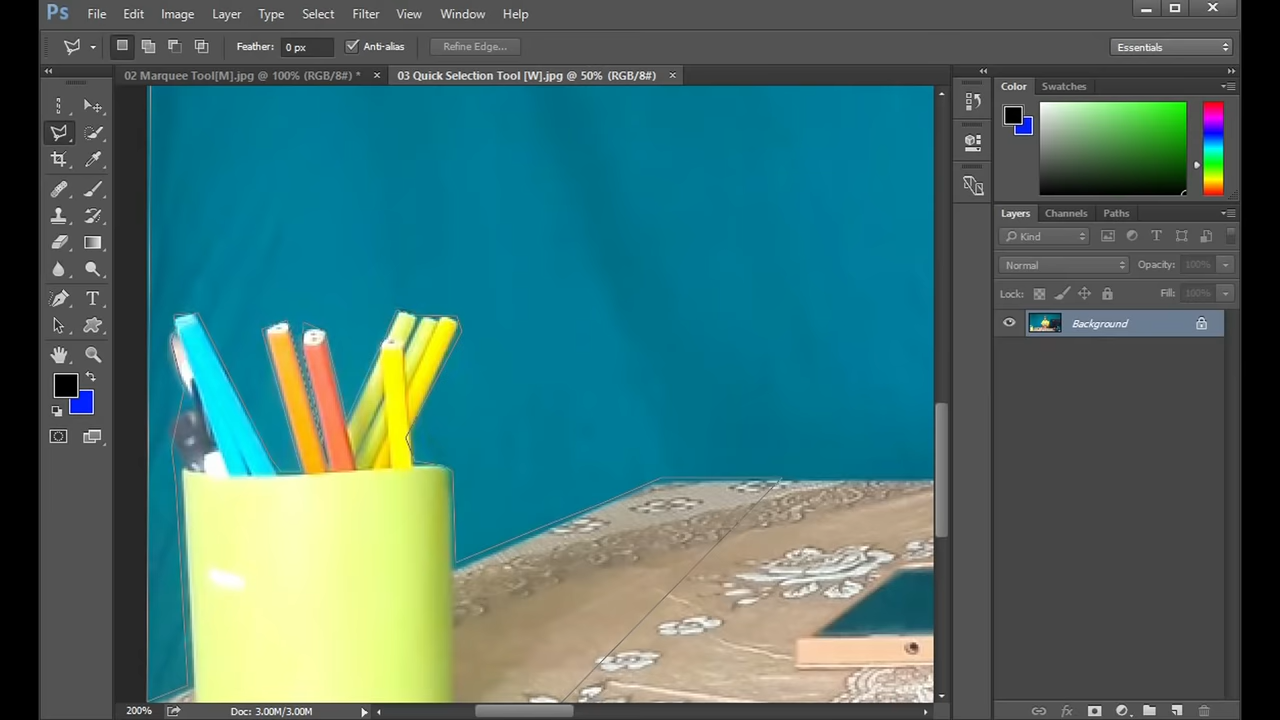 Ps File Edit Image Layer Type Select Filter View Window Help
Feather: 0 px Anti-alias Refine Edge... Essentials
02 Marquee Tool[M].jpg @ 100% (RGB/8#) * × 03 Quick Selection Tool [W].jpg @ 50% (RGB/8#) ×
Color Swatches
Layers Channels Paths
Kind
Normal Opacity: 100%
Lock: Fill: 100%
Background
T
fx
200% Doc: 3.00M/3.00M